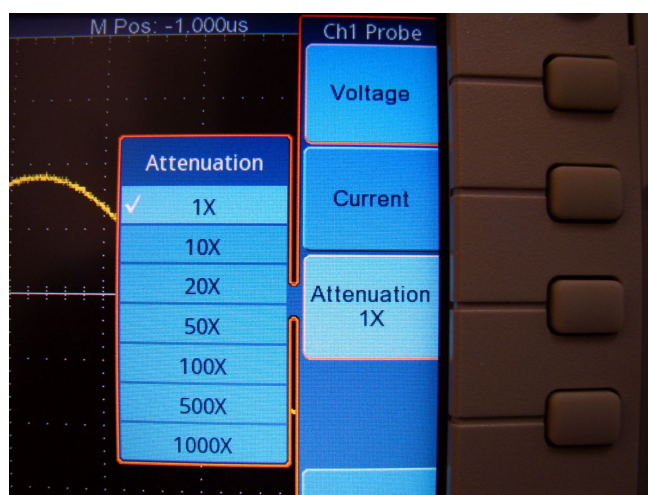 M Pos: -1.000us
Ch1 Probe
Voltage
Current
Attenuation
1X
Attenuation
1X
10X
20X
50X
100X
500X
1000X